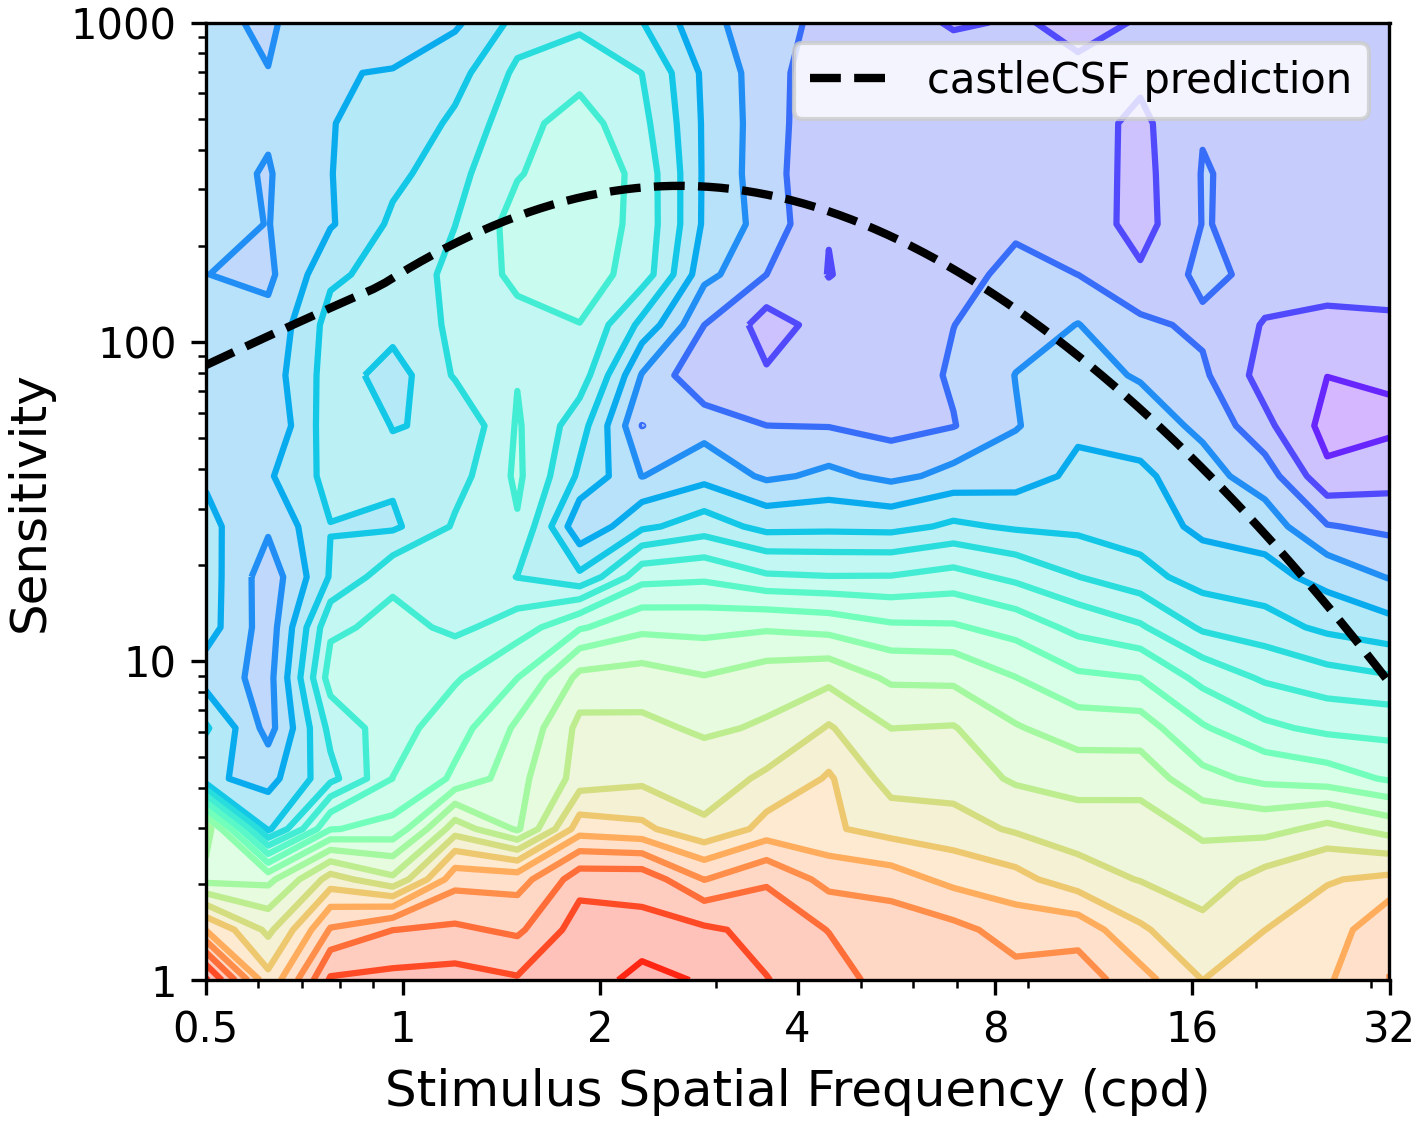 1000
castleCSF prediction
100
Sensitivity
10
1
0.5 1 2 4 8 16 32
Stimulus Spatial Frequency (cpd)